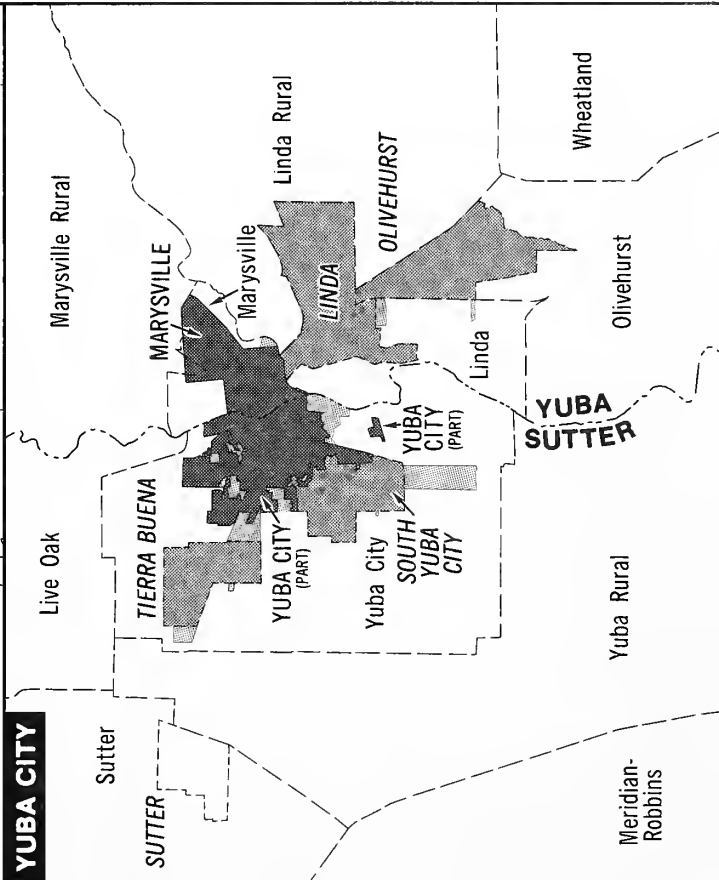 YUBA CITY
Sutter
SUTTER
Live Oak
Marysville Rural
TIERRA BUENA
MARYSVILLE
Marysville
Linda Rural
LINDA
OLIVEHURST
Wheatland
YUBA CITY
(PART)
Yuba City
SOUTH
YUBA
CITY
YUBA
CITY
(PART)
Linda
Olivehurst
YUBA
SUTTER
Yuba Rural
Meridian-
Robbins